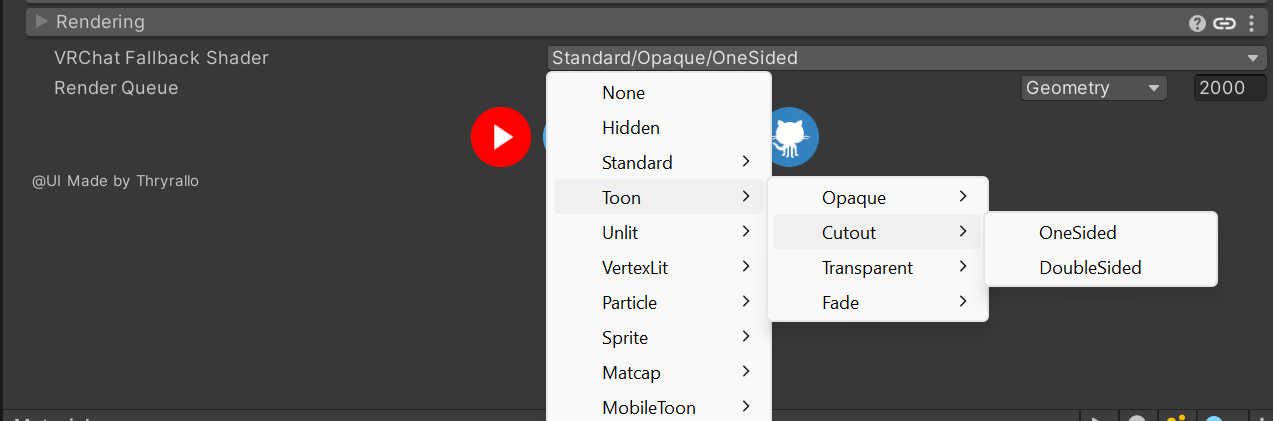 Rendering
VRChat Fallback Shader
Standard/Opaque/OneSided
Render Queue
Geometry
2000
None
Hidden
Standard
Toon
Unlit
VertexLit
Particle
Sprite
Matcap
MobileToon
Opaque
Cutout
Transparent
Fade
OneSided
DoubleSided
@UI Made by Thryrallo